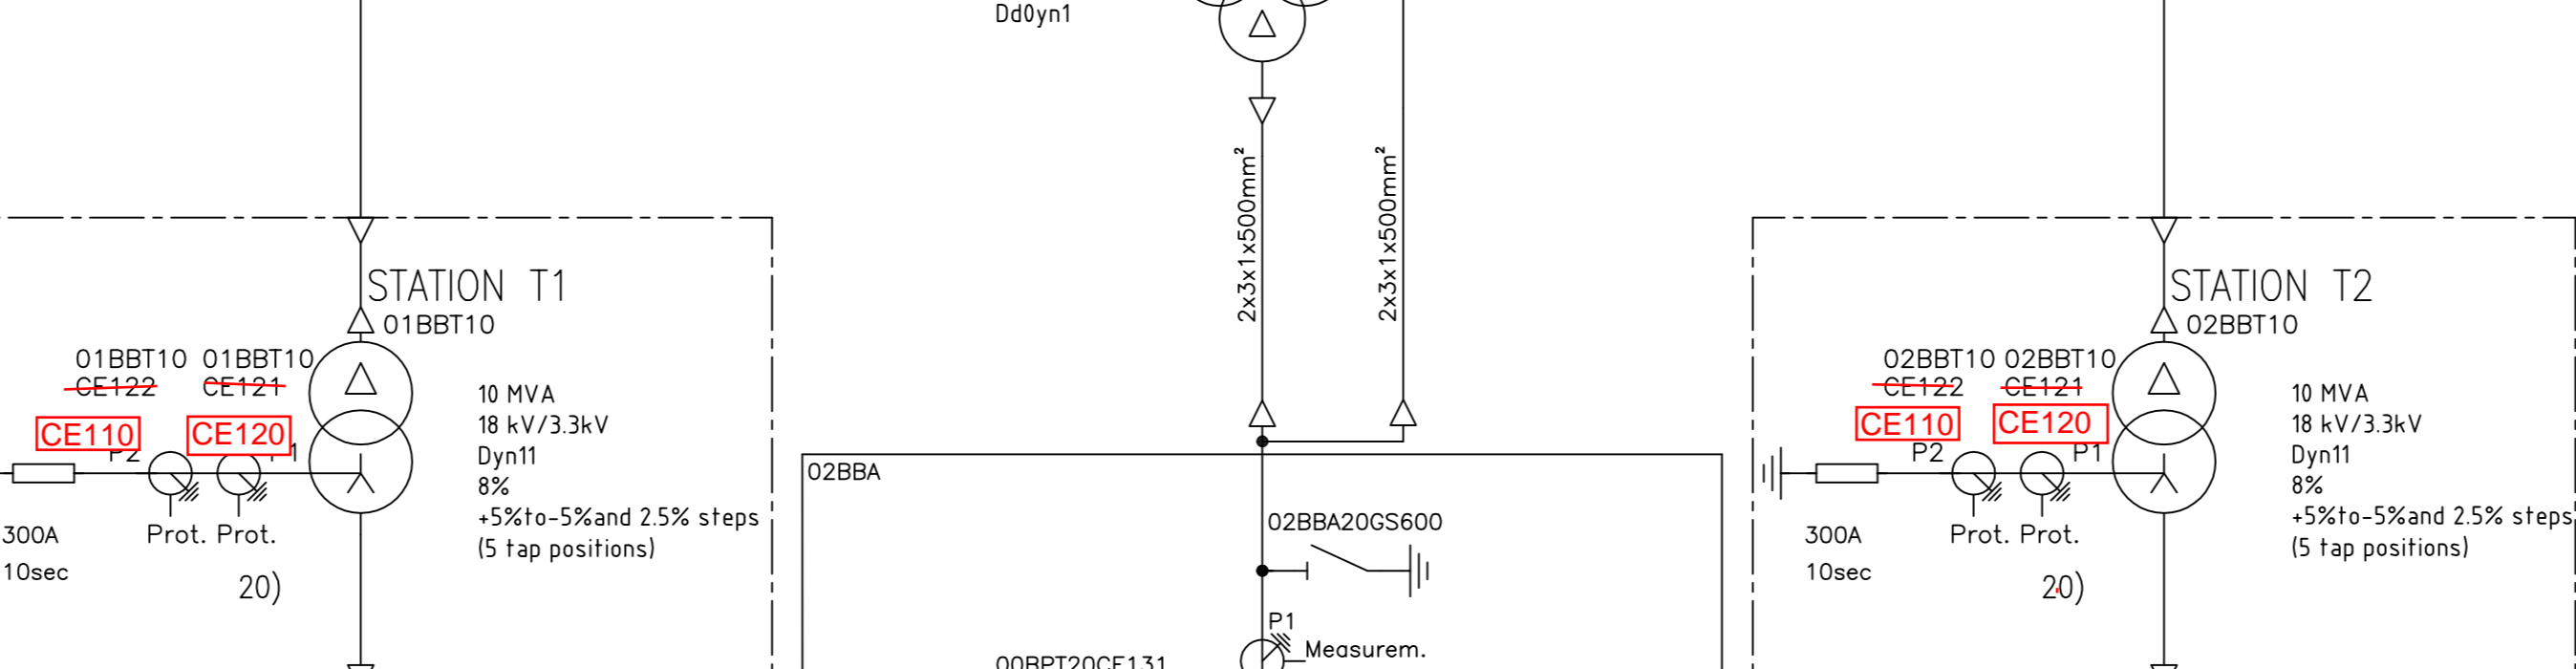 Dd0yn1
2x3x1x500mm²
2x3x1x500mm²
STATION T1
01BBT10
01BBT10 01BBT10
CE122 CE121
CE110 CE120
P2
10 MVA
18 kV/3.3kV
Dyn11
8%
+5%to-5%and 2.5% steps
(5 tap positions)
300A
10sec
Prot. Prot.
20)
02BBA
02BBA20GS600
P1
Measurem.
00BPT20CE131
STATION T2
02BBT10
02BBT10 02BBT10
CE122 CE121
CE110 CE120
P2 P1
10 MVA
18 kV/3.3kV
Dyn11
8%
+5%to-5%and 2.5% steps
(5 tap positions)
300A
10sec
Prot. Prot.
20)